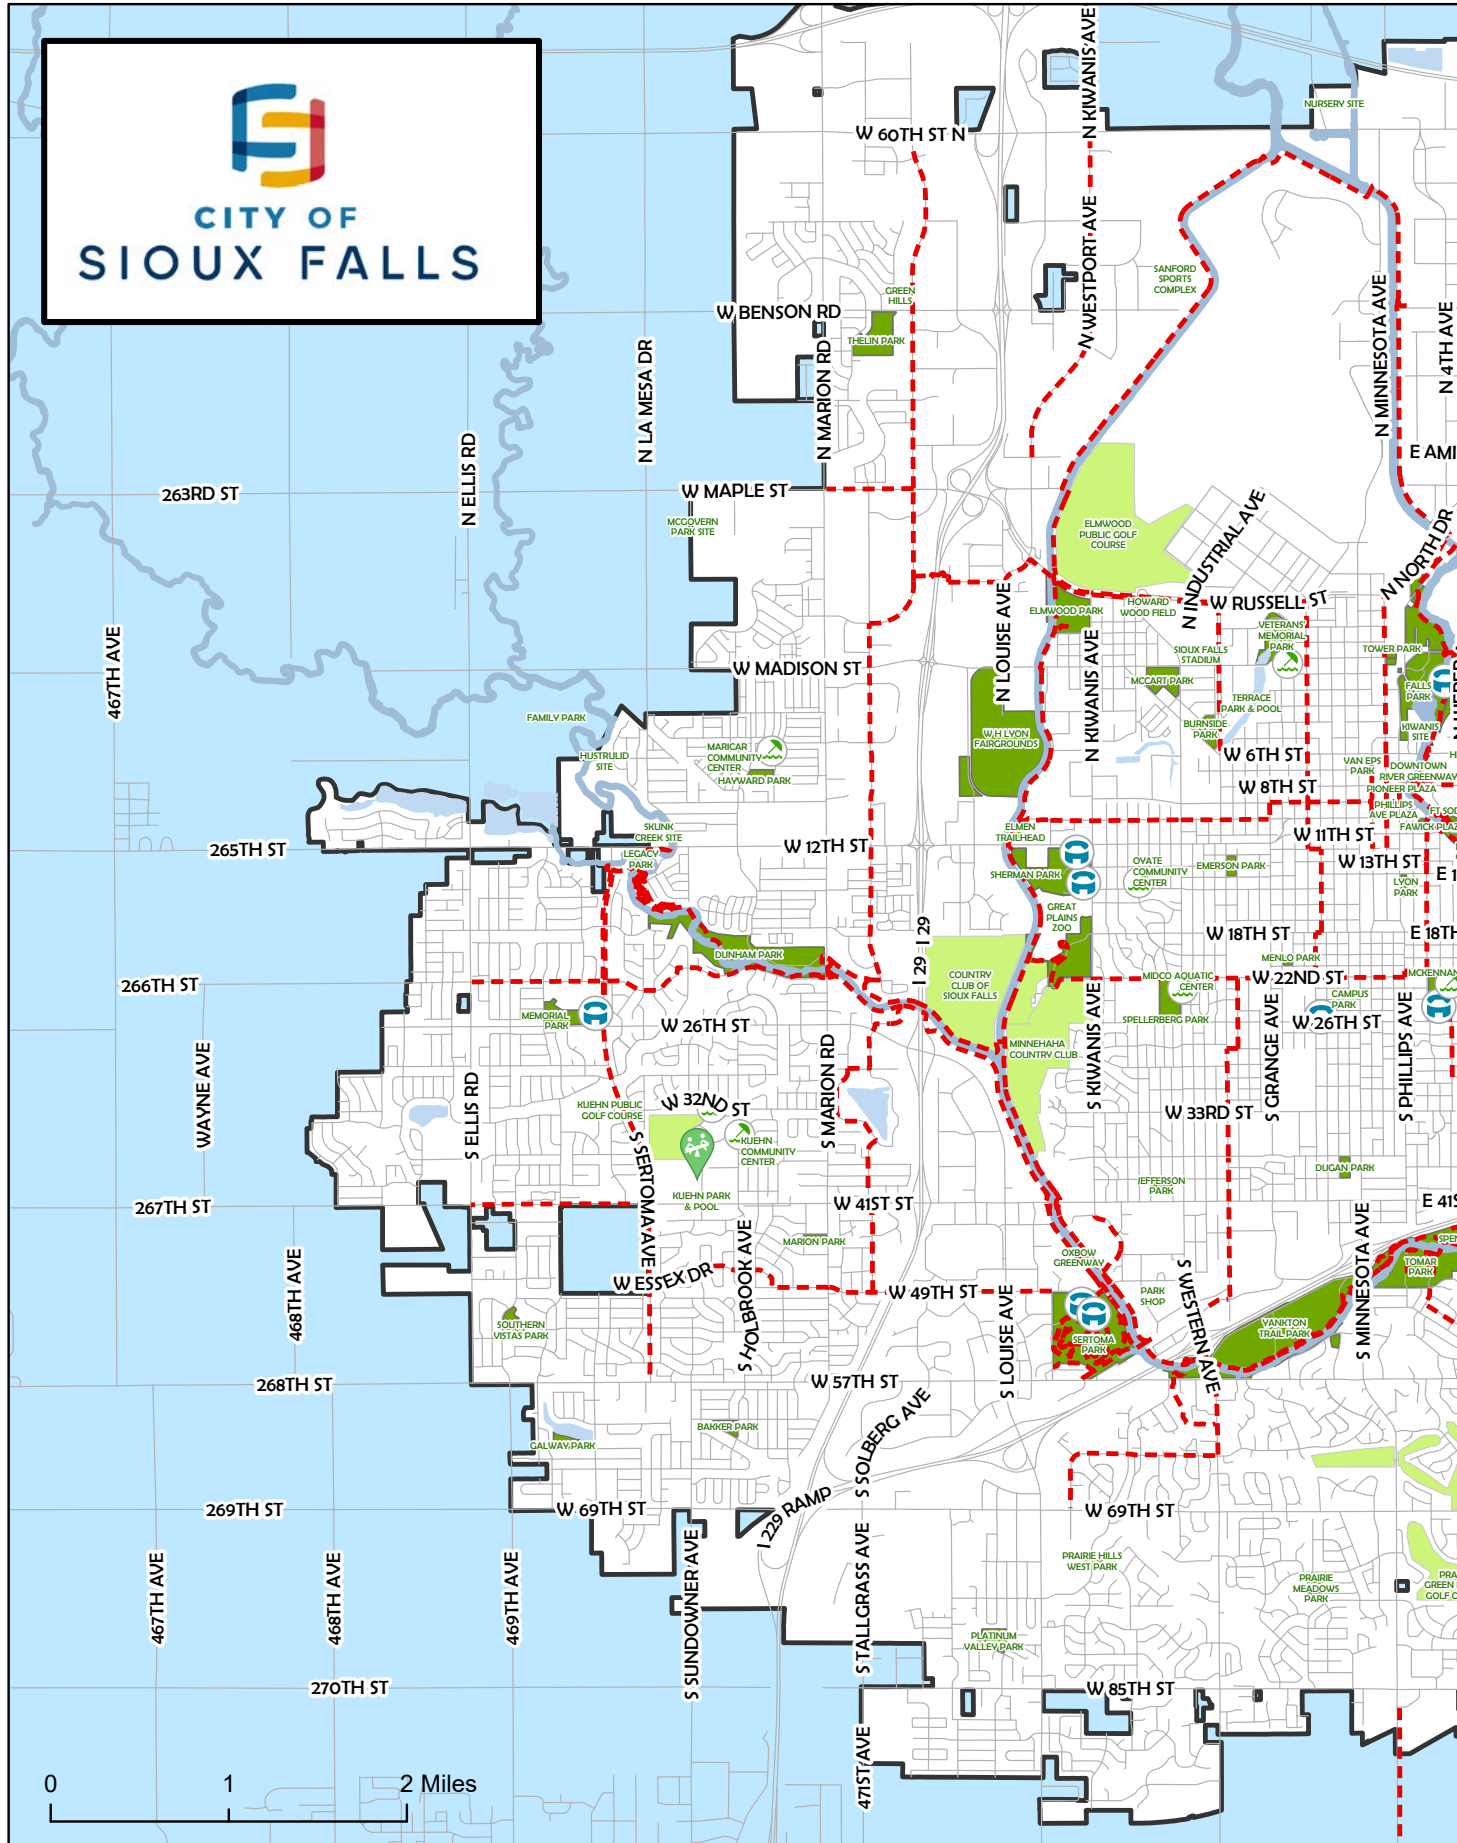 CITY OF
SIOUX FALLS
N KIWANIS AVE
NURSERY SITE
W 60TH ST N
N WESTPORT AVE
SANFORD
SPORTS
COMPLEX
GREEN
HILLS
W BENSON RD
THELIN PARK
N LA MESA DR
N MARION RD
N MINNESOTA AVE
N 4TH AVE
N ELLIS RD
E AMI
263RD ST
W MAPLE ST
MCGOVERN
PARK SITE
ELMWOOD
PUBLIC GOLF
COURSE
N INDUSTRIAL AVE
N NORTH DR
N LOUISE AVE
ELMWOOD PARK
HOWARD
WOOD FIELD
W RUSSELL ST
VETERANS
MEMORIAL
PARK
467TH AVE
W MADISON ST
N KIWANIS AVE
SIOUX FALLS
STADIUM
TOWER PARK
MCCART PARK
FALLS
PARK
TERRACE
PARK & POOL
FAMILY PARK
BURNSIDE
PARK
KIWANIS
SITE
W H LYON
FAIRGROUNDS
HUSTRULID
SITE
MARICAR
COMMUNITY
CENTER
HAYWARD PARK
W 6TH ST
VAN EPS
PARK
DOWNTOWN
RIVER GREENWAY
W 8TH ST
PIONEER PLAZA
PHILLIPS
AVE PLAZA
FT SOD
FAWICK PLAZ
SKUNK
CREEK SITE
ELMEN
TRAILHEAD
W 11TH ST
265TH ST
W 12TH ST
LEGACY
PARK
W 13TH ST
SHERMAN PARK
OYATE
COMMUNITY
CENTER
EMERSON PARK
E 1
LYON
PARK
GREAT
PLAINS
ZOO
I 29
I 29
W 18TH ST
E 18TH
DUNHAM PARK
MENLO PARK
266TH ST
COUNTRY
CLUB OF
SIOUX FALLS
MIDCO AQUATIC
CENTER
W 22ND ST
MCKENNAN
CAMPUS
PARK
MEMORIAL
PARK
W 26TH ST
SPELLERBERG PARK
W 26TH ST
WAYNE AVE
S ELLIS RD
S MARION RD
MINNEHAHA
COUNTRY CLUB
S KIWANIS AVE
S GRANGE AVE
S PHILLIPS AVE
KUEHN PUBLIC
GOLF COURSE
W 32ND ST
W 33RD ST
KUEHN
COMMUNITY
CENTER
S SERTOMA AVE
DUGAN PARK
JEFFERSON
PARK
KUEHN PARK
& POOL
267TH ST
W 41ST ST
E 41S
468TH AVE
S HOLBROOK AVE
MARION PARK
OXBOW
GREENWAY
S MINNESOTA AVE
SPEN
TOMAR
PARK
W ESSEX DR
W 49TH ST
S LOUISE AVE
PARK
SHOP
S WESTERN AVE
SOUTHERN
VISTAS PARK
SERTOMA
PARK
YANKTON
TRAIL PARK
268TH ST
W 57TH ST
S SOLBERG AVE
BAKKER PARK
GALWAY PARK
269TH ST
W 69TH ST
I 229 RAMP
W 69TH ST
467TH AVE
468TH AVE
469TH AVE
S SUNDOWNER AVE
S TALLGRASS AVE
PRAIRIE HILLS
WEST PARK
PRAIRIE
MEADOWS
PARK
PRA
GREEN
GOLF C
PLATINUM
VALLEY PARK
270TH ST
W 85TH ST
471ST AVE
0 1 2 Miles